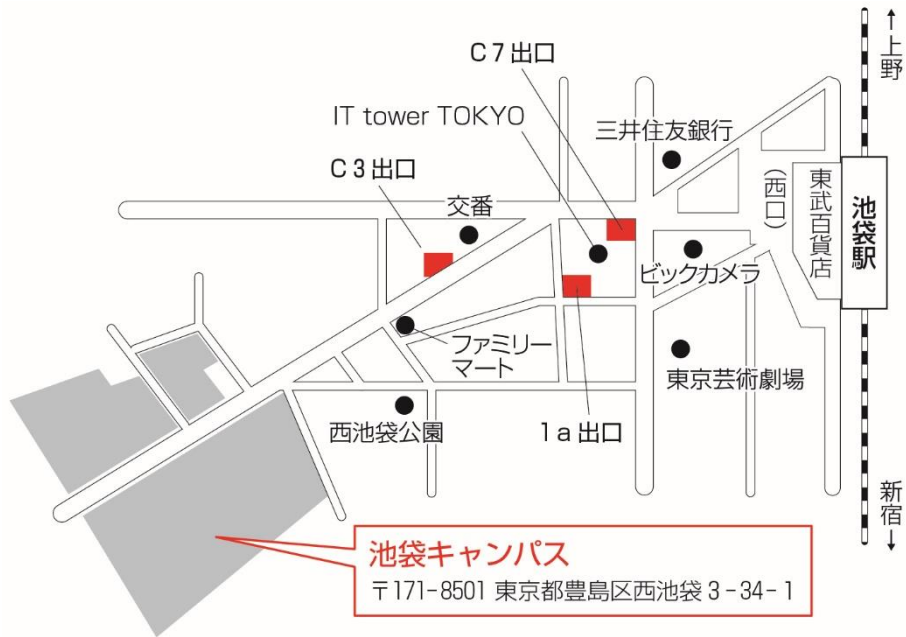 C7出口
↑上野
IT tower TOKYO
三井住友銀行
C3出口
交番
(西口)
東武百貨店
池袋駅
ビックカメラ
ファミリー
マート
東京芸術劇場
西池袋公園
1a出口
新宿↓
池袋キャンパス
〒171-8501 東京都豊島区西池袋3-34-1